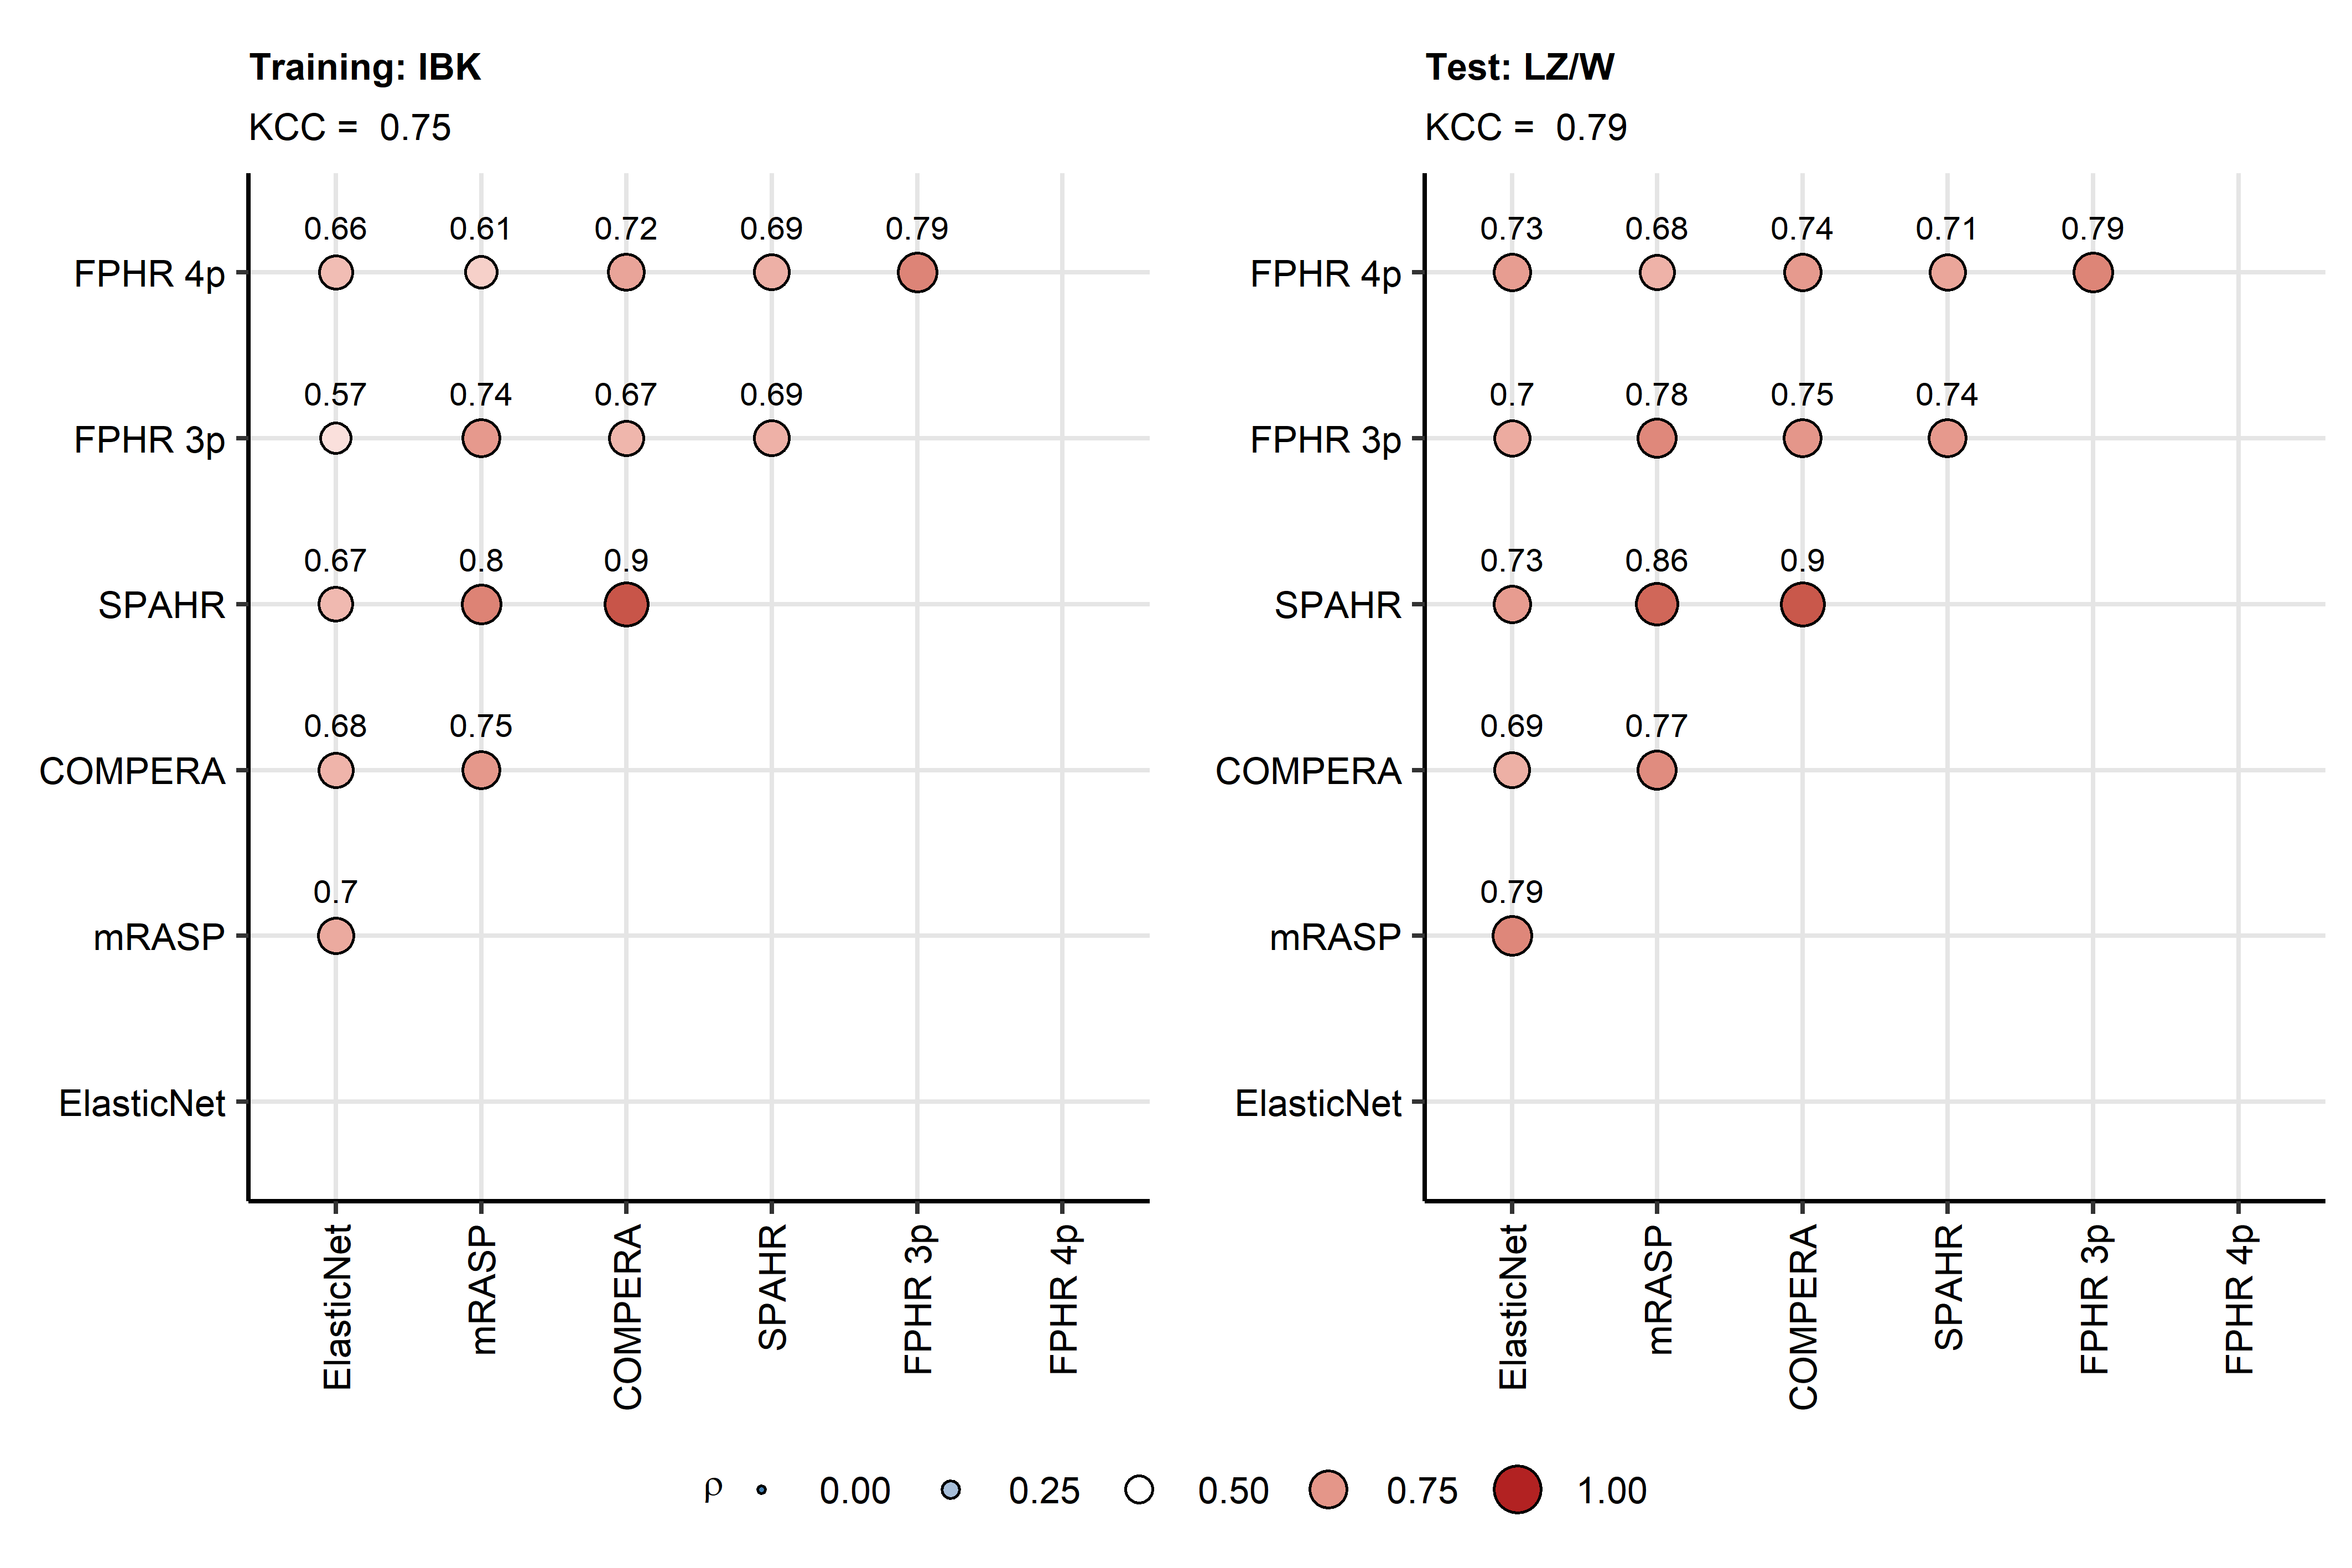 Training: IBK
KCC = 0.75
0.66 0.61 0.72 0.69 0.79
FPHR 4p
0.57 0.74 0.67 0.69
FPHR 3p
0.67 0.8 0.9
SPAHR
0.68 0.75
COMPERA
0.7
mRASP
ElasticNet
ElasticNet
mRASP
COMPERA
SPAHR
FPHR 3p
FPHR 4p
Test: LZ/W
KCC = 0.79
0.73 0.68 0.74 0.71 0.79
FPHR 4p
0.7 0.78 0.75 0.74
FPHR 3p
0.73 0.86 0.9
SPAHR
0.69 0.77
COMPERA
0.79
mRASP
ElasticNet
ElasticNet
mRASP
COMPERA
SPAHR
FPHR 3p
FPHR 4p
ρ 0.00 0.25 0.50 0.75 1.00